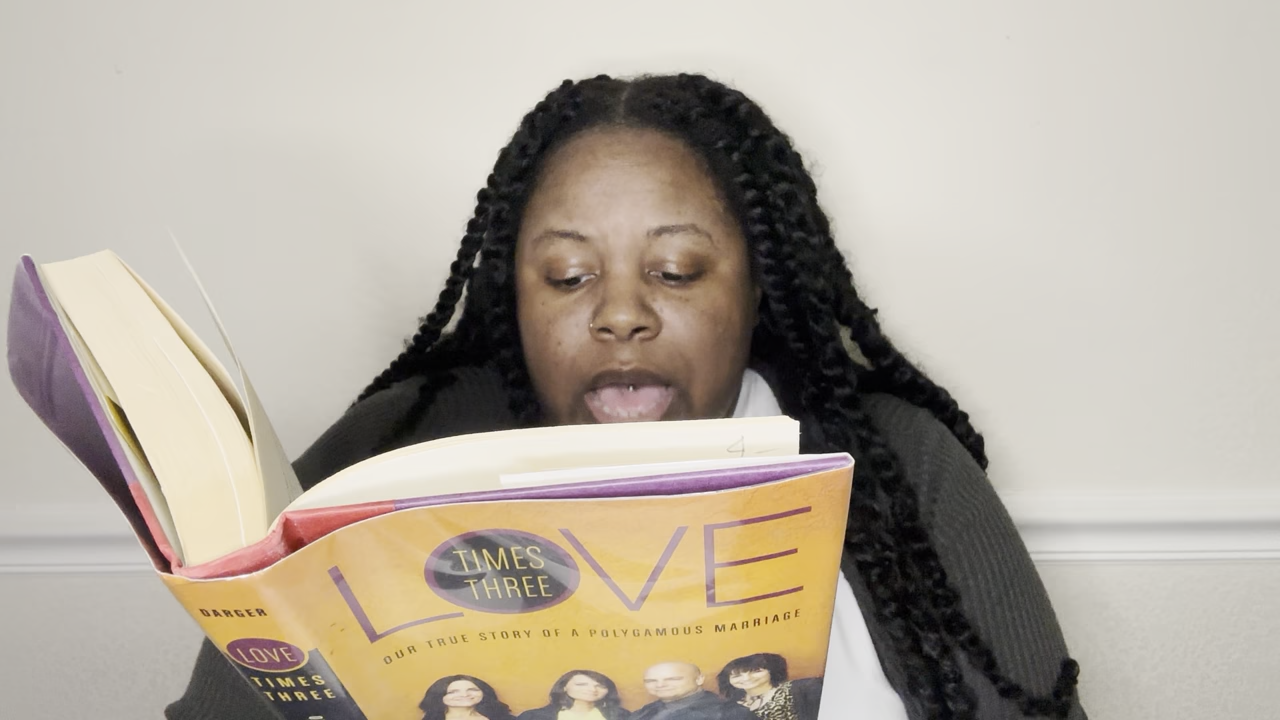 LOVE
TIMES
THREE
OUR TRUE STORY OF A POLYGAMOUS MARRIAGE
DARGER
LOVE
TIMES
THREE